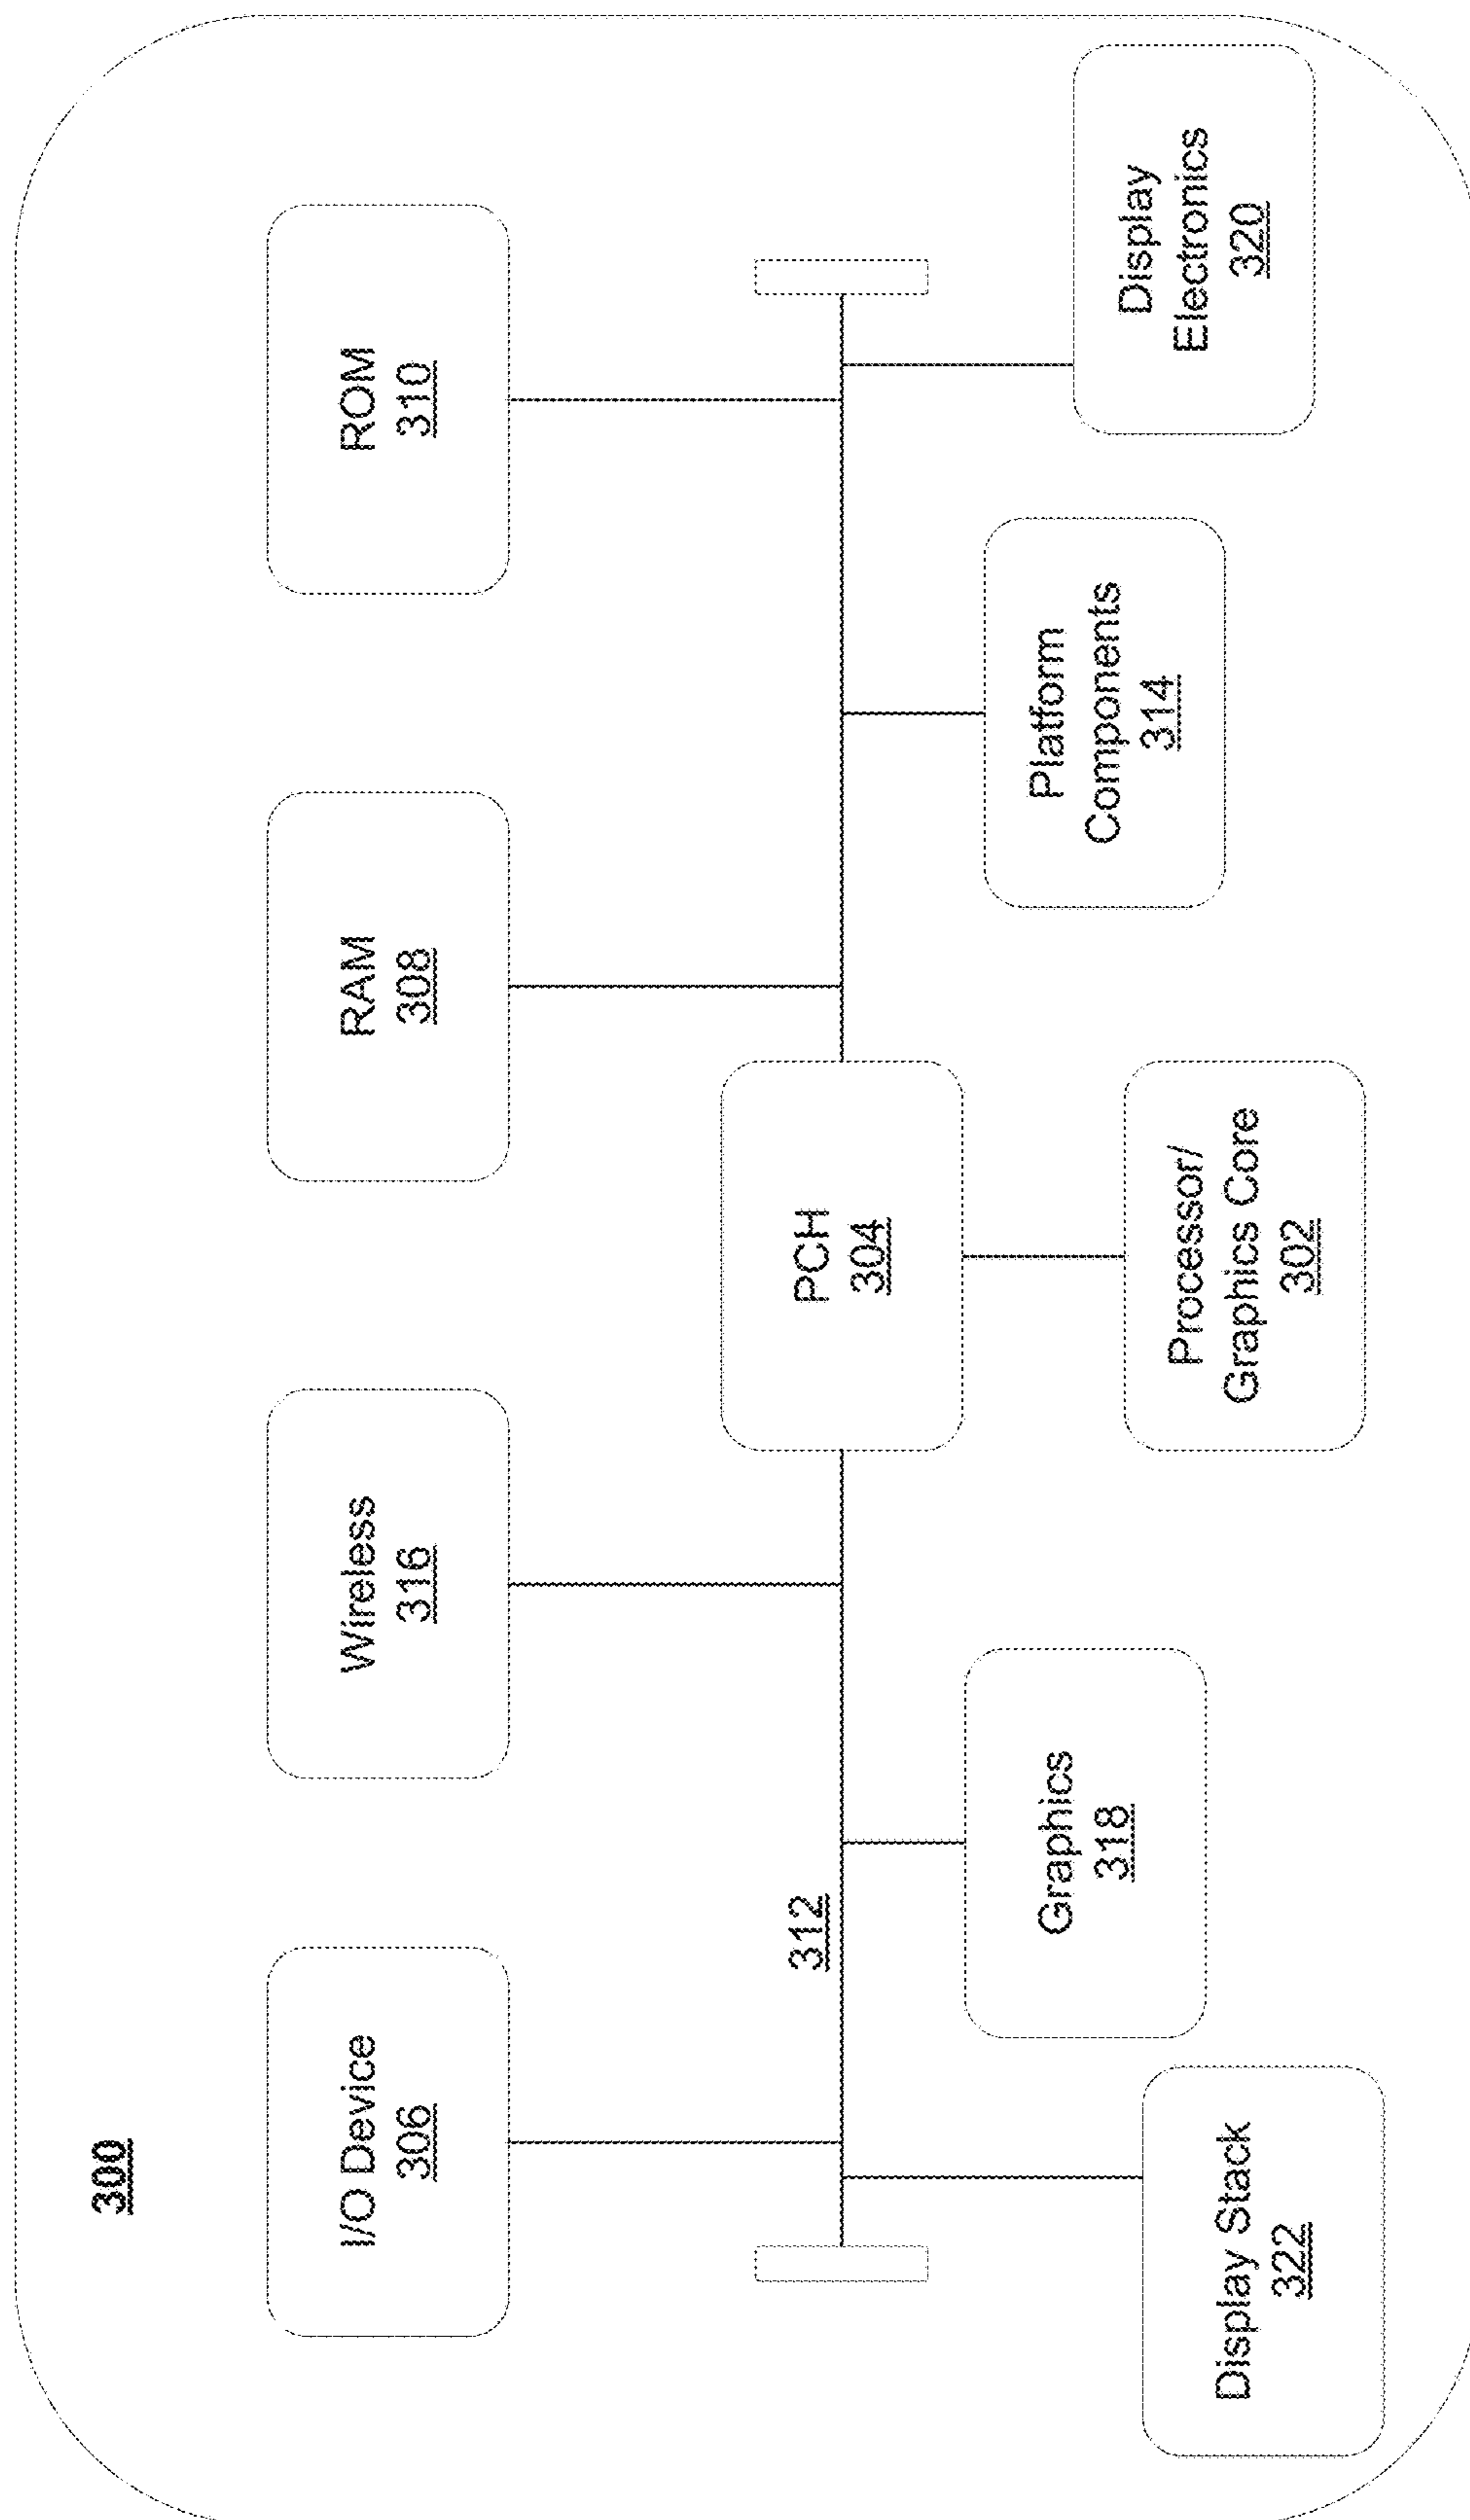 300
I/O Device
306
Wireless
316
RAM
308
ROM
310
312
PCH
304
Display Stack
322
Graphics
318
Processor/
Graphics Core
302
Platform
Components
314
Display
Electronics
320